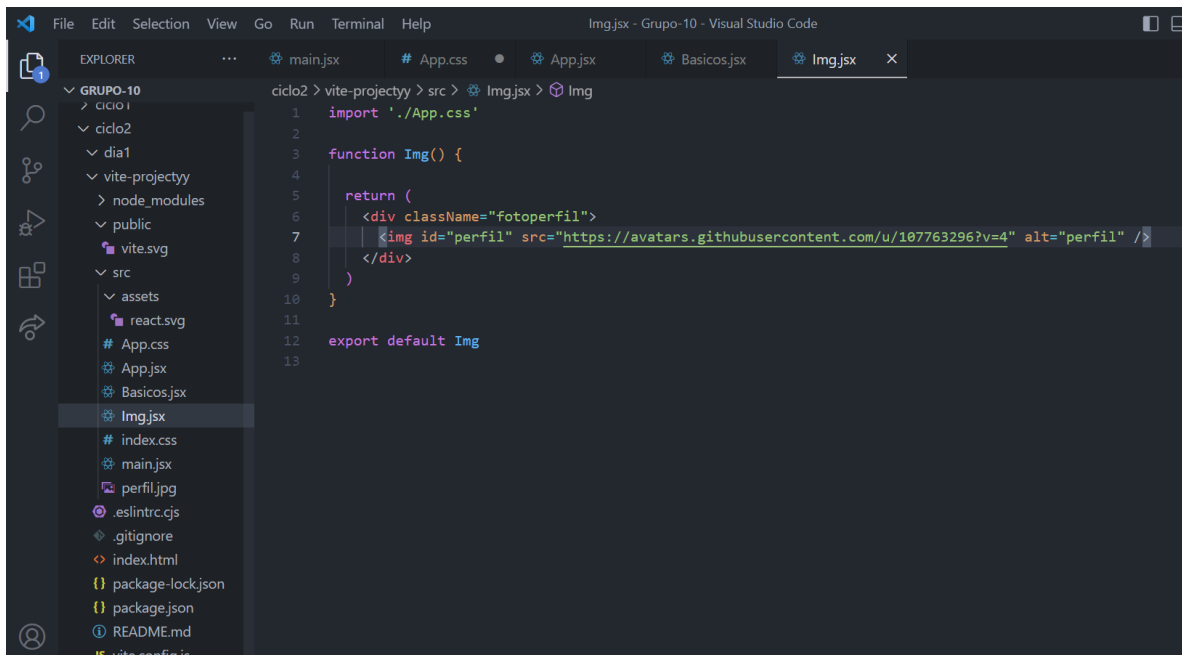 File Edit Selection View Go Run Terminal Help Img.jsx - Grupo-10 - Visual Studio Code
EXPLORER ··· main.jsx # App.css ● App.jsx Basicos.jsx Img.jsx ×
1
GRUPO-10
> ciclo1
ciclo2
dia1
vite-projectyy
> node_modules
public
vite.svg
src
assets
react.svg
# App.css
App.jsx
Basicos.jsx
Img.jsx
# index.css
main.jsx
perfil.jpg
.eslintrc.cjs
.gitignore
<> index.html
{} package-lock.json
{} package.json
README.md
JS vite.config.js
ciclo2 > vite-projectyy > src > Img.jsx > Img
1 import './App.css'
2
3 function Img() {
4
5   return (
6     <div className="fotoperfil">
7       <img id="perfil" src="https://avatars.githubusercontent.com/u/107763296?v=4" alt="perfil" />
8     </div>
9   )
10 }
11
12 export default Img
13